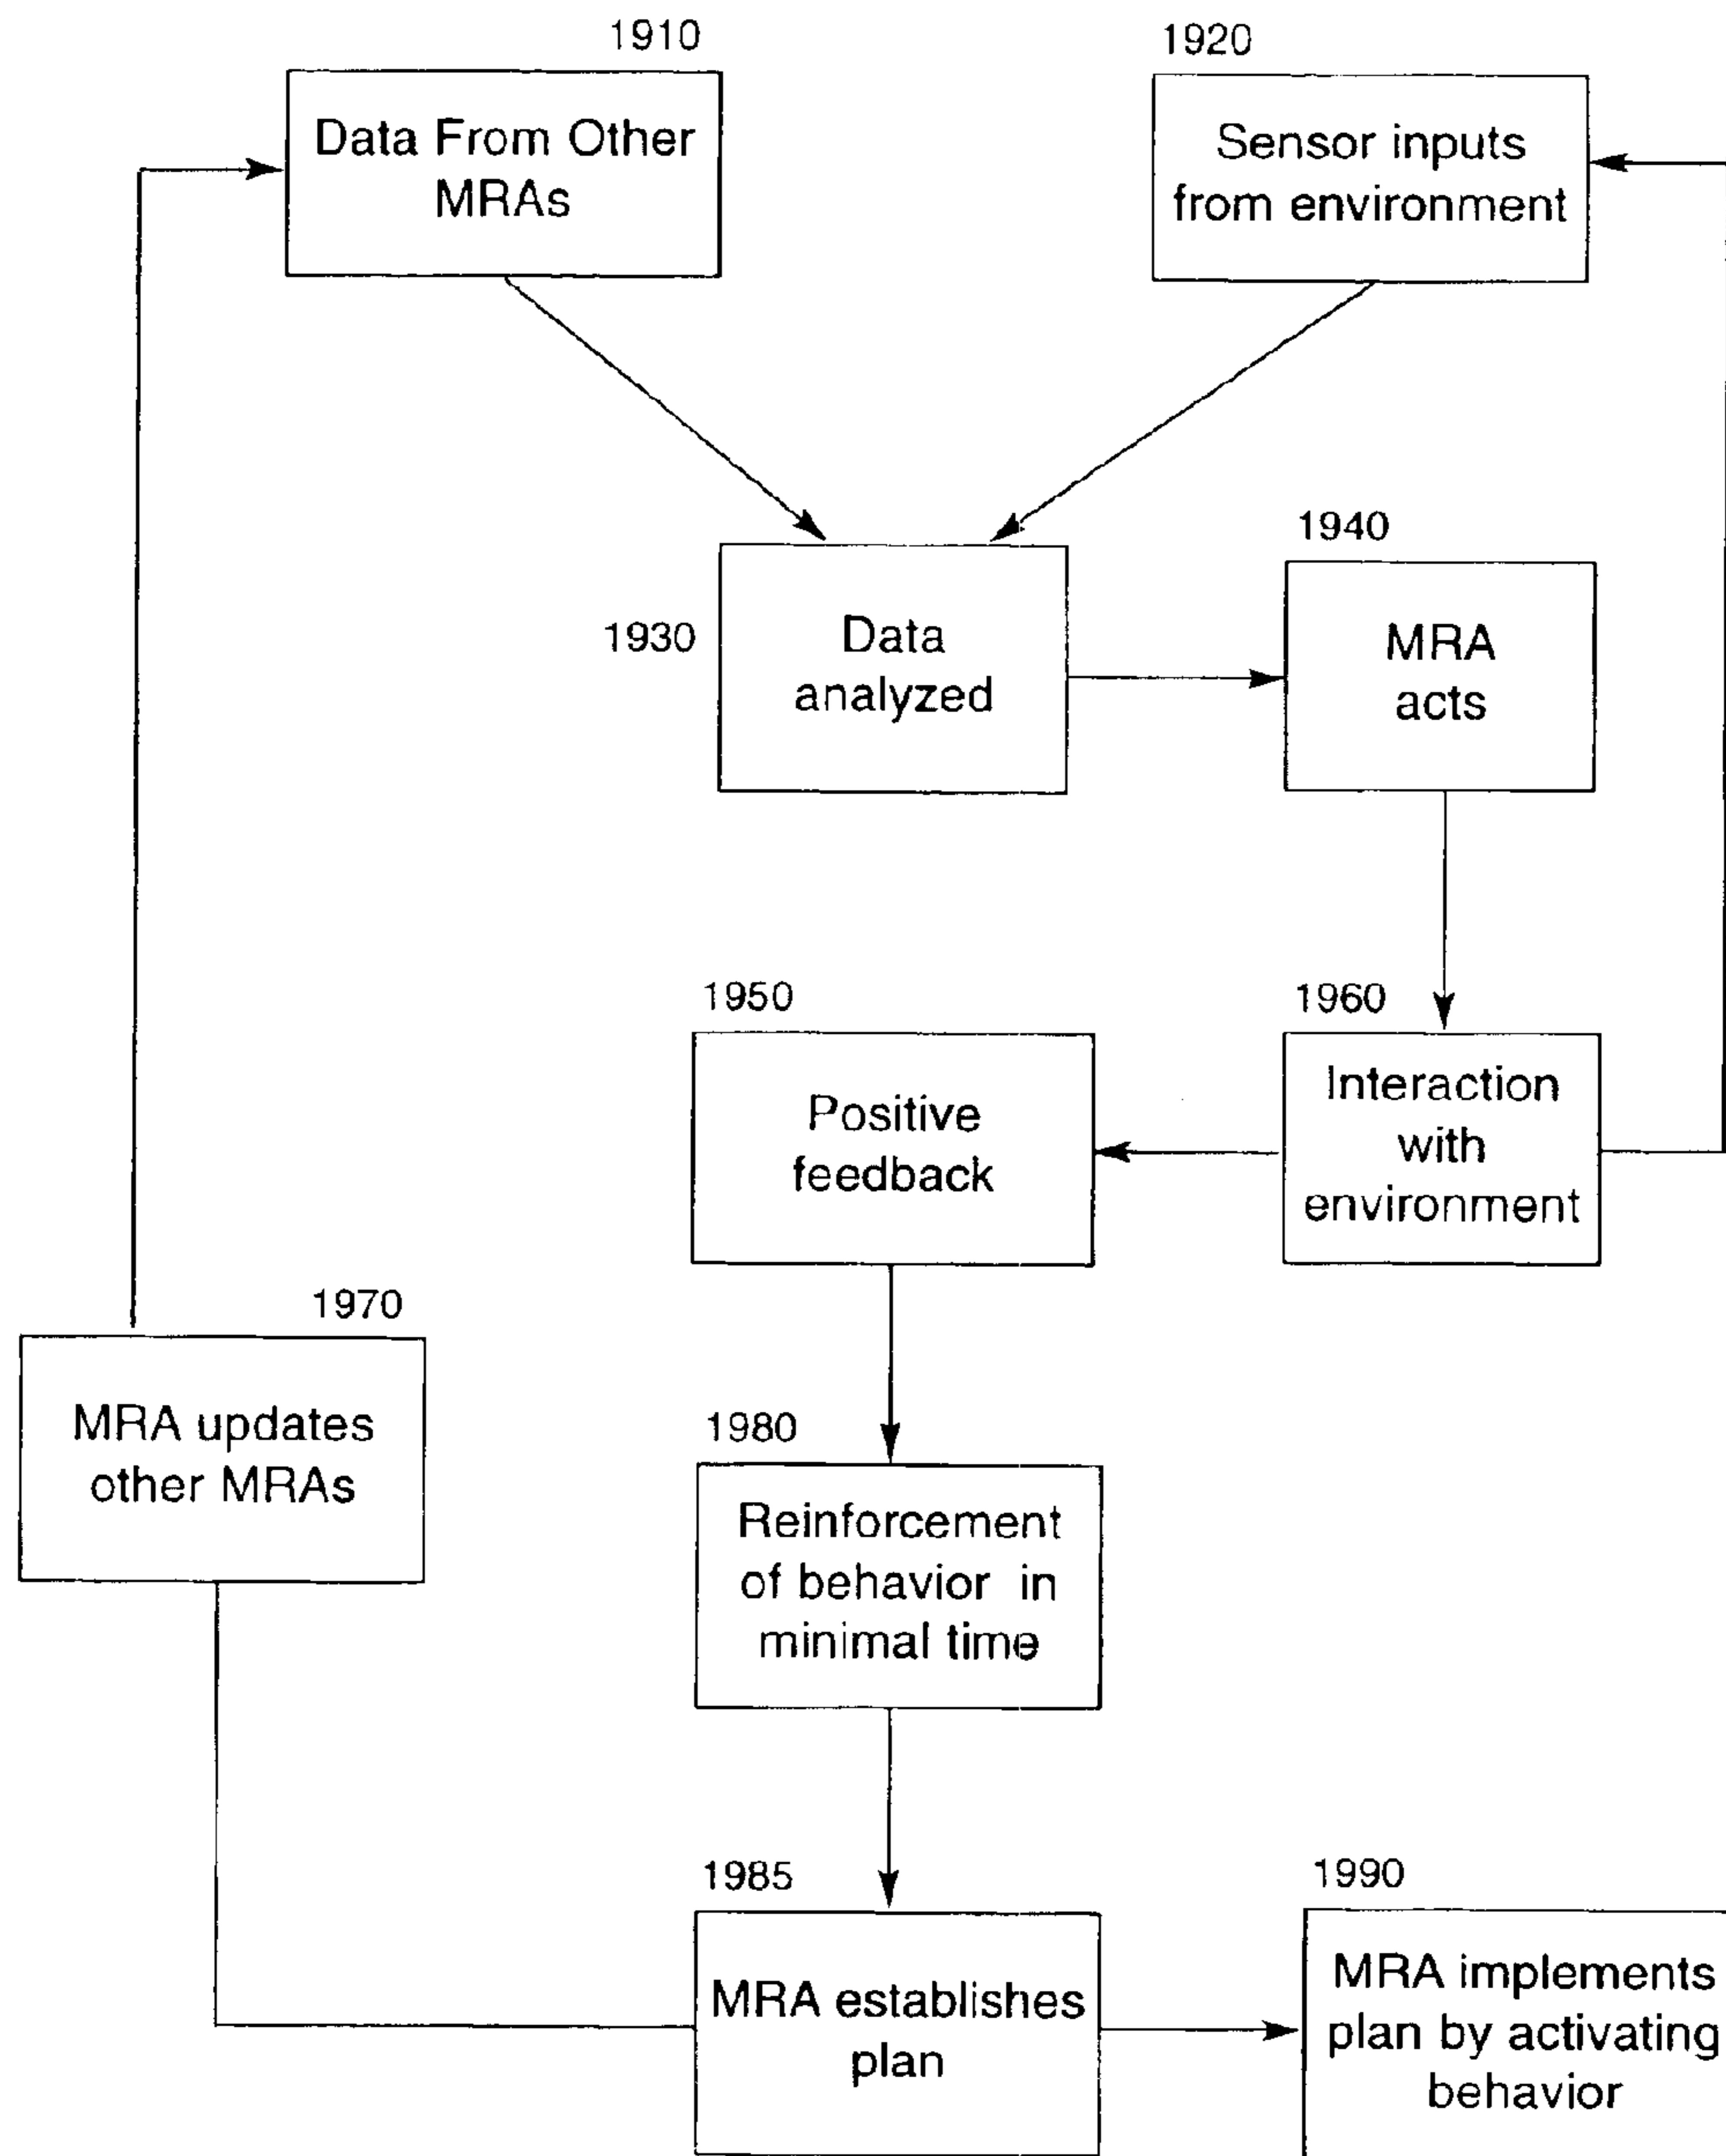 1910
Data From Other
MRAs
1920
Sensor inputs
from environment
1930
Data
analyzed
1940
MRA
acts
1950
Positive
feedback
1960
Interaction
with
environment
1970
MRA updates
other MRAs
1980
Reinforcement
of behavior in
minimal time
1985
MRA establishes
plan
1990
MRA implements
plan by activating
behavior